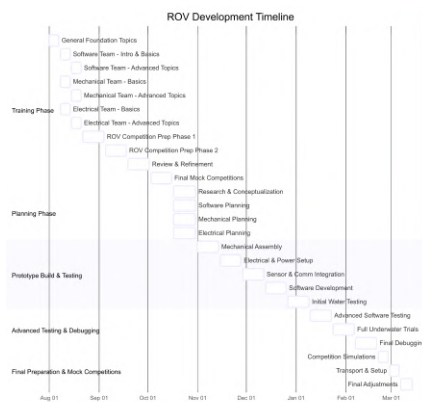 ROV Development Timeline
General Foundation Topics
Software Team - Intro & Basics
Software Team - Advanced Topics
Mechanical Team - Basics
Mechanical Team - Advanced Topics
Training Phase
Electrical Team - Basics
Electrical Team - Advanced Topics
ROV Competition Prep Phase 1
ROV Competition Prep Phase 2
Review & Refinement
Final Mock Competitions
Research & Conceptualization
Software Planning
Planning Phase
Mechanical Planning
Electrical Planning
Mechanical Assembly
Electrical & Power Setup
Prototype Build & Testing
Sensor & Comm Integration
Software Development
Initial Water Testing
Advanced Software Testing
Advanced Testing & Debugging
Full Underwater Trials
Final Debuggin
Competition Simulations
Final Preparation & Mock Competitions
Transport & Setup
Final Adjustments
Aug 01 Sep 01 Oct 01 Nov 01 Dec 01 Jan 01 Feb 01 Mar 01